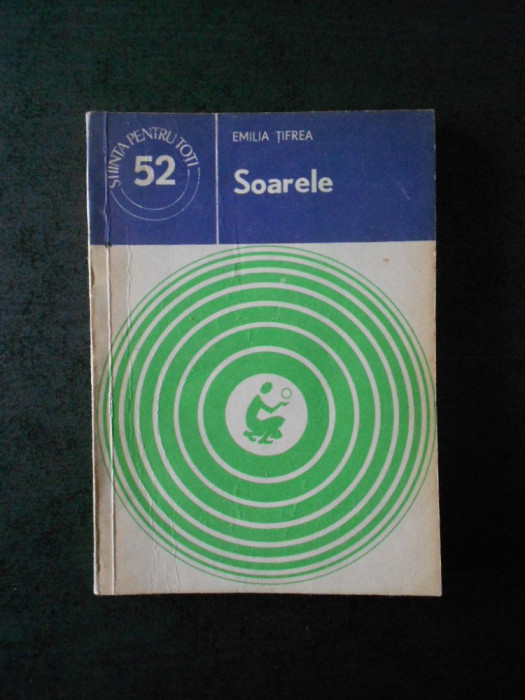 ȘTIINȚA PENTRU TOȚI
52
EMILIA ȚIFREA
Soarele